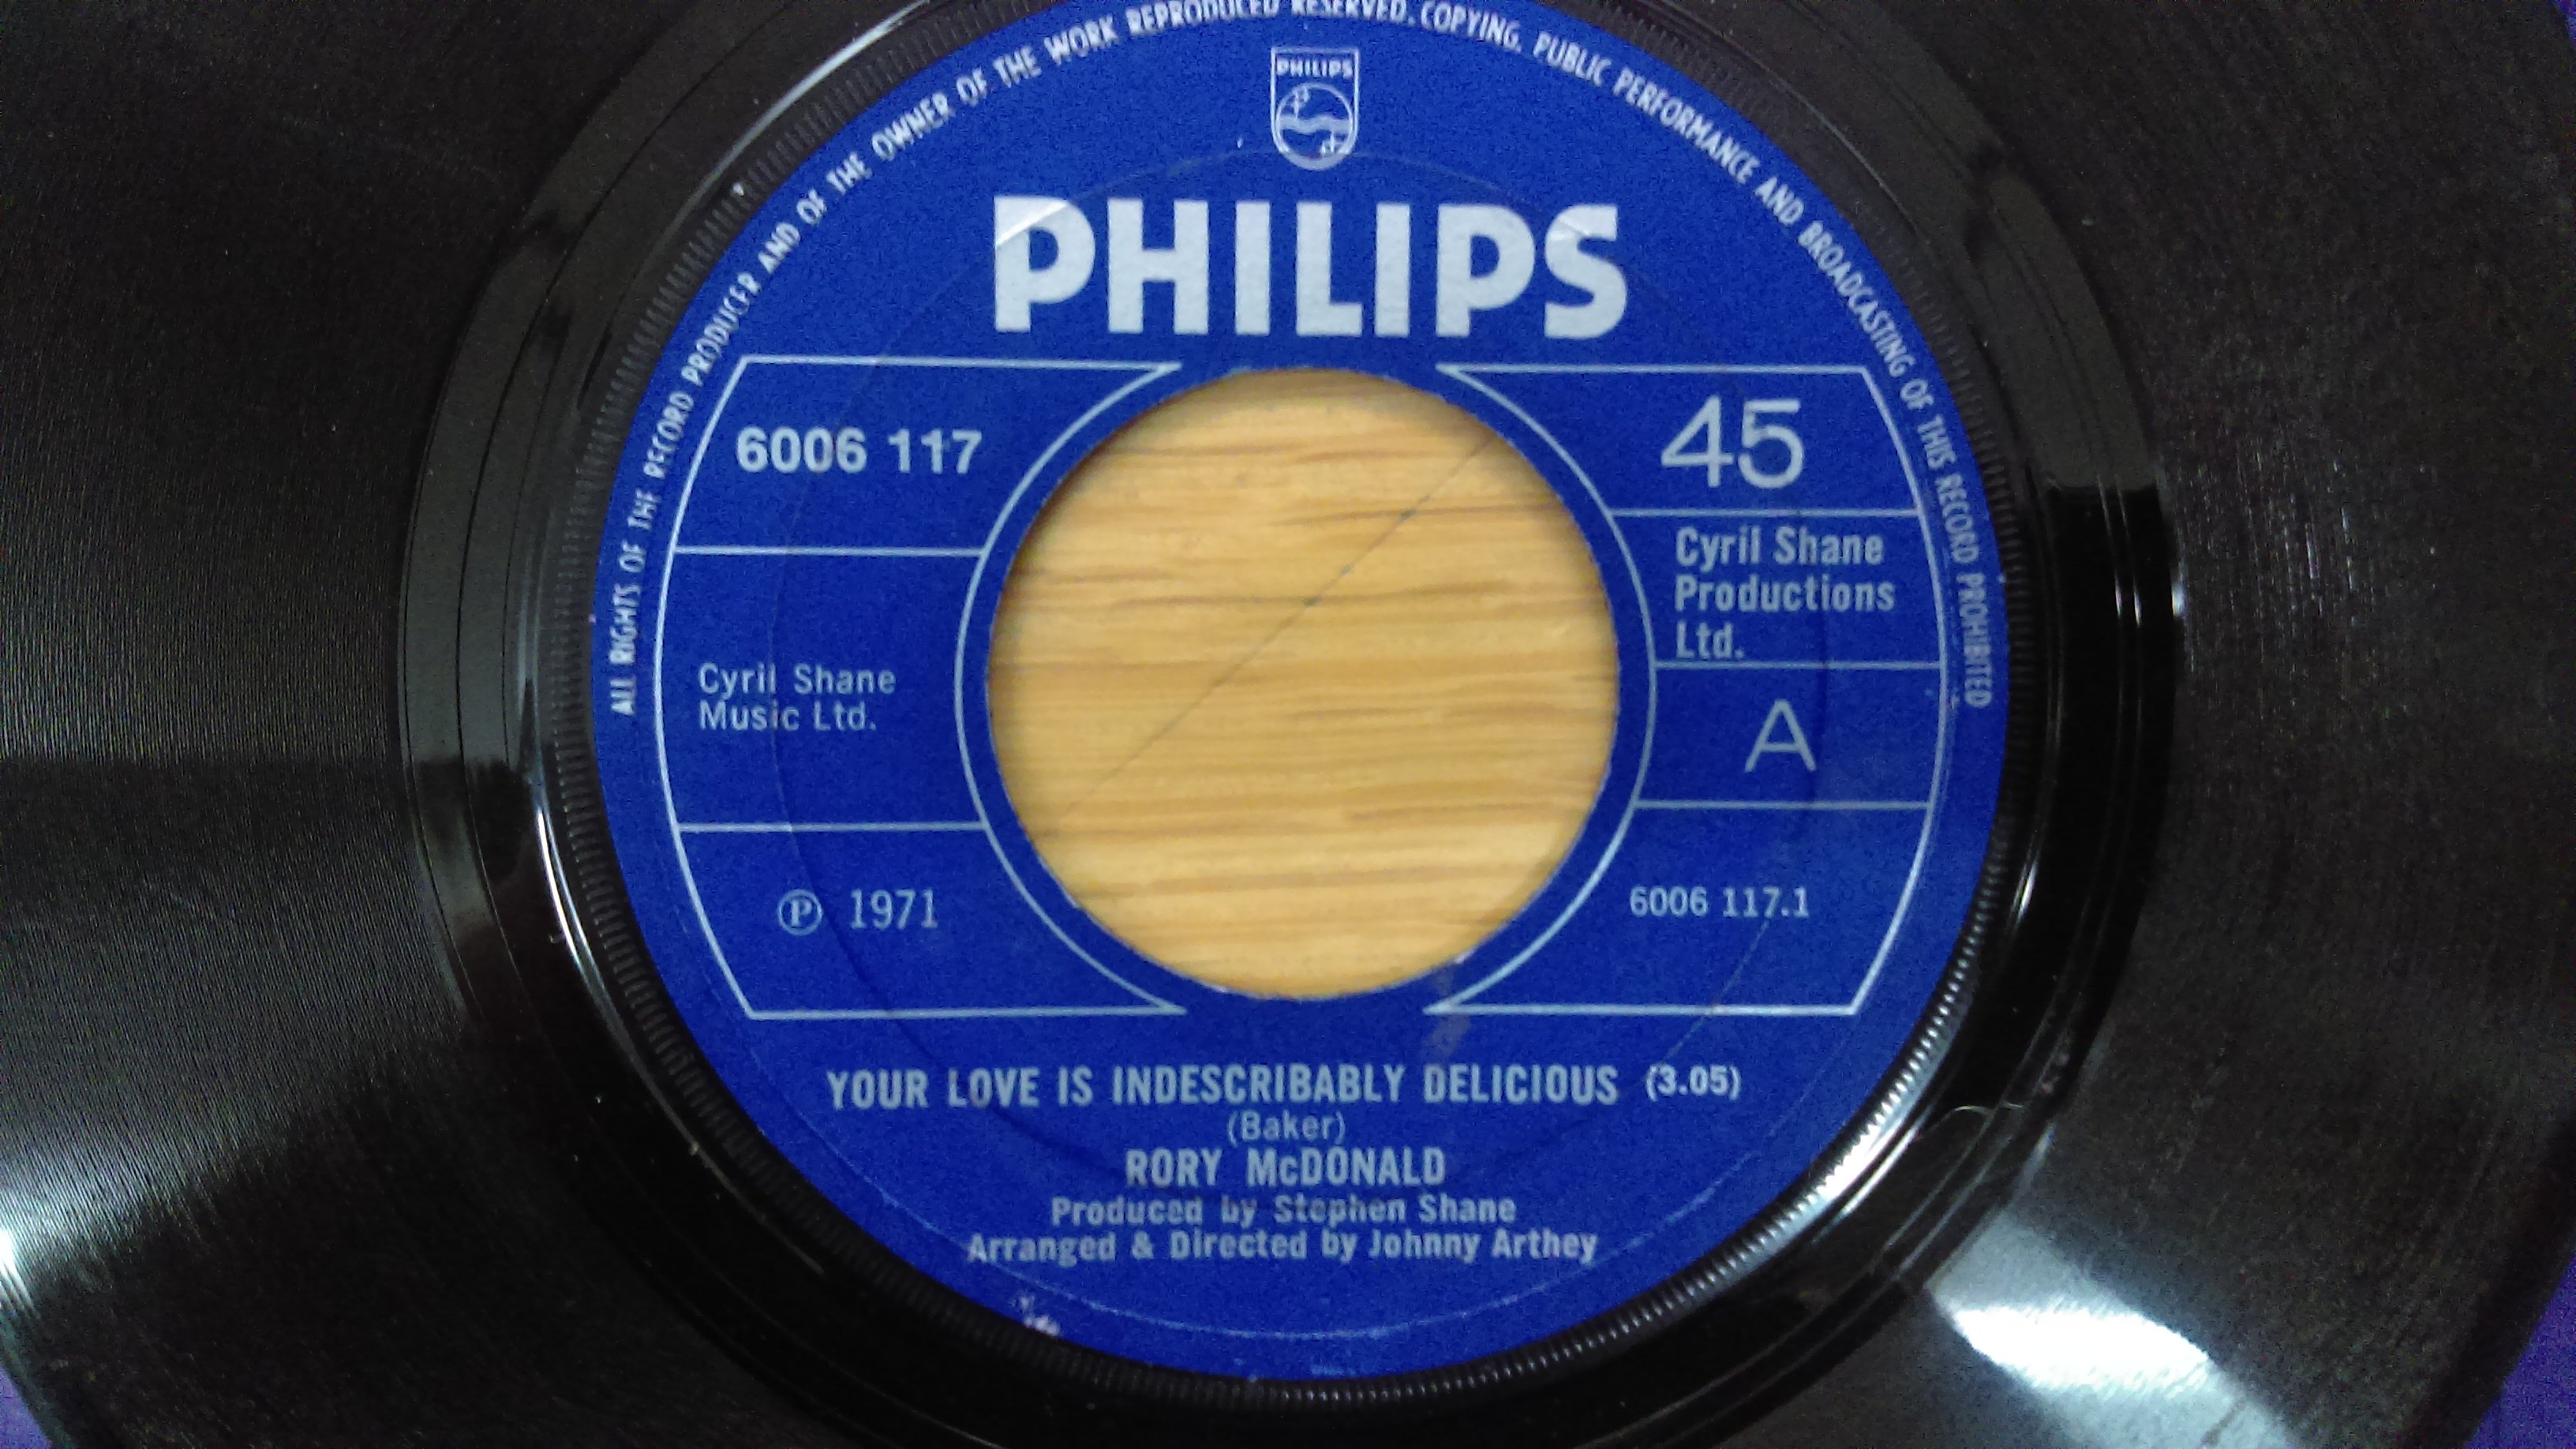 ALL RIGHTS OF THE RECORD PRODUCER AND OF THE OWNER OF THE WORK REPRODUCED RESERVED. COPYING, PUBLIC PERFORMANCE AND BROADCASTING OF THIS RECORD PROHIBITED
PHILIPS
PHILIPS
6006 117
45
Cyril Shane
Productions
Ltd.
Cyril Shane
Music Ltd.
A
Ⓟ 1971
6006 117.1
YOUR LOVE IS INDESCRIBABLY DELICIOUS (3.05)
(Baker)
RORY McDONALD
Produced by Stephen Shane
Arranged & Directed by Johnny Arthey